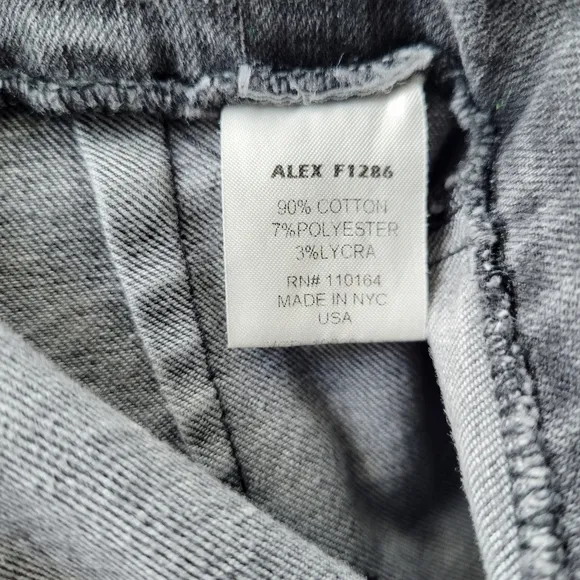 ALEX F1286
90% COTTON
7%POLYESTER
3%LYCRA
RN# 110164
MADE IN NYC
USA